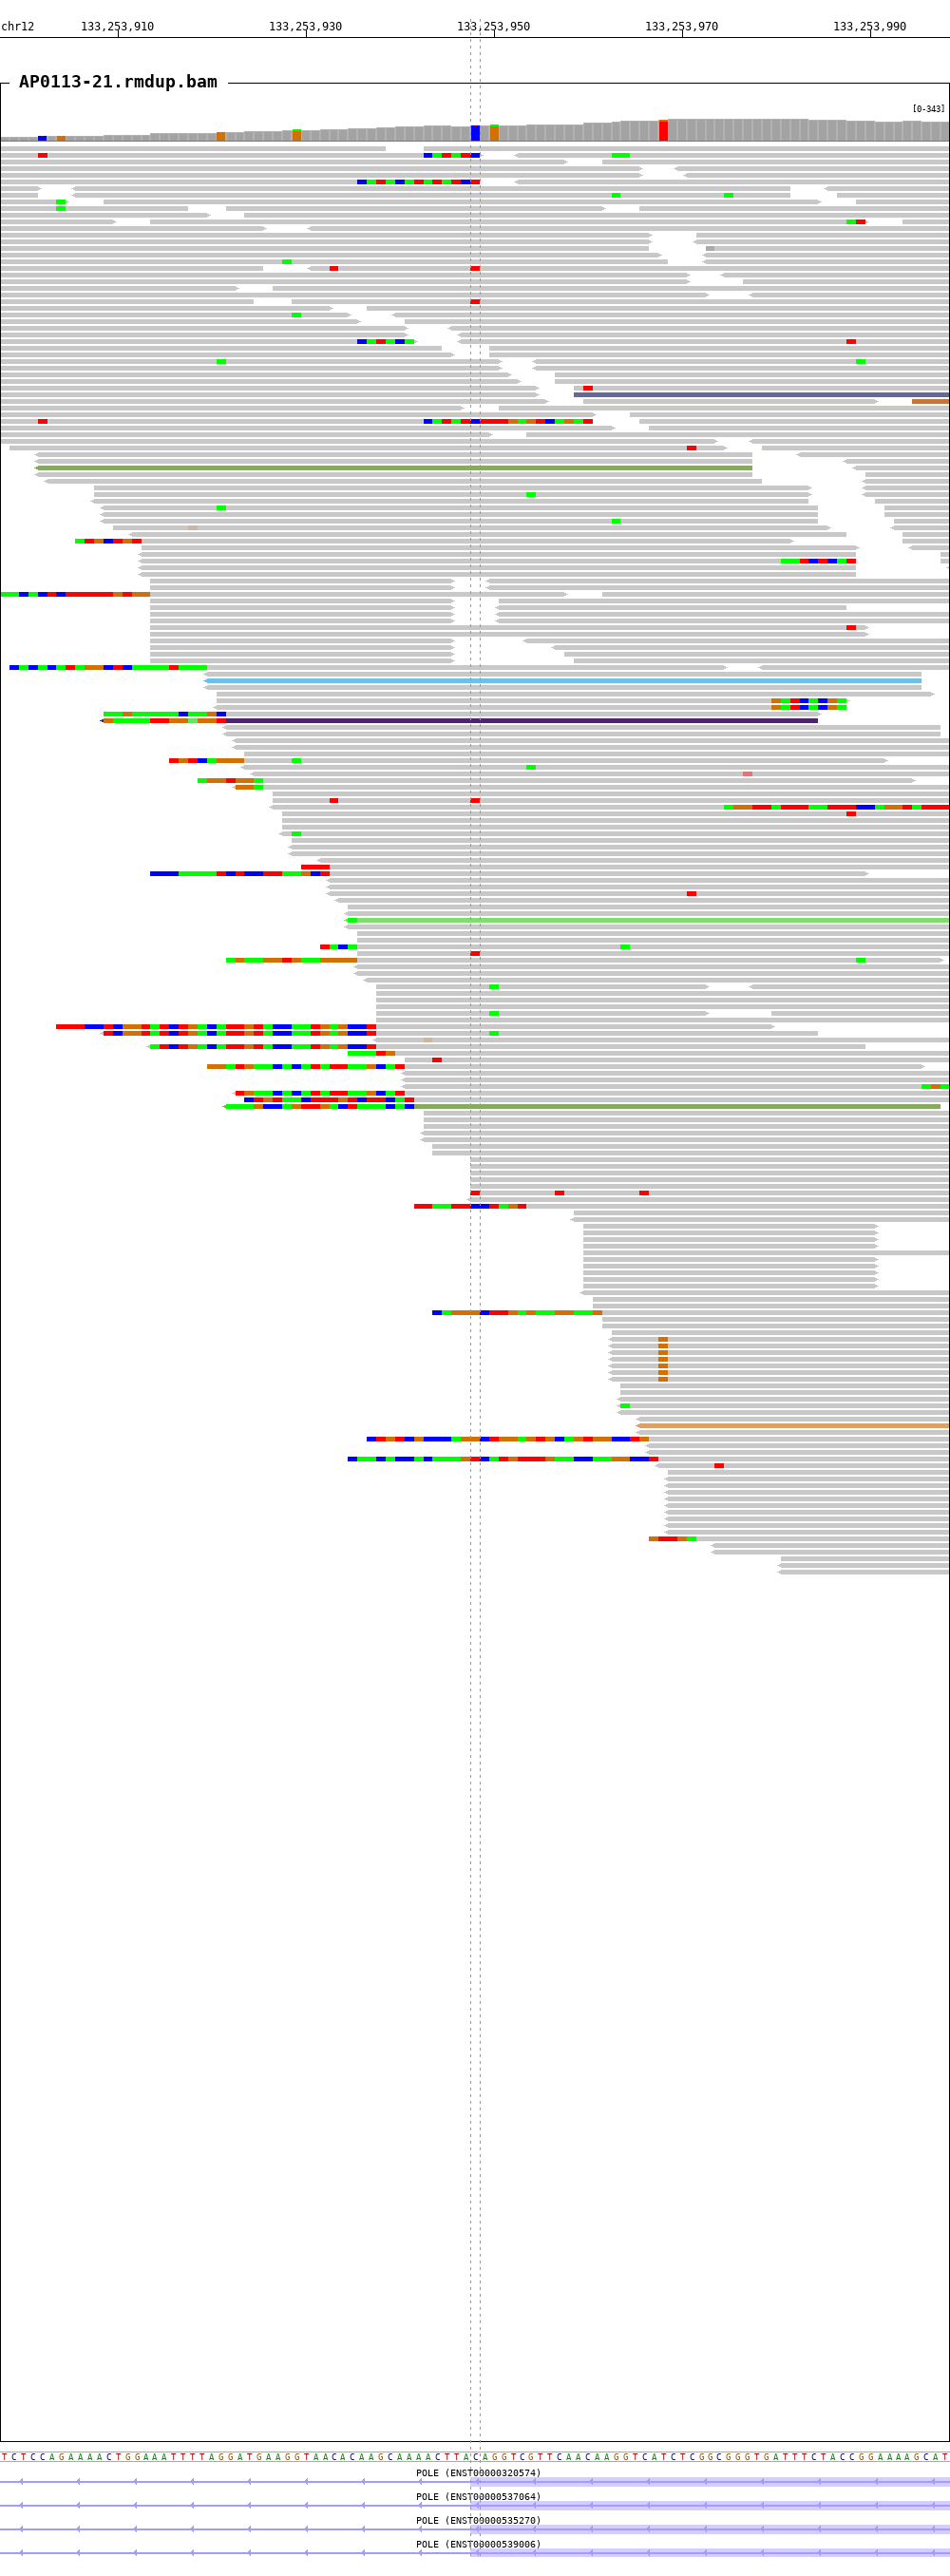 chr12 133,253,910 133,253,930 133,253,950 133,253,970 133,253,990
AP0113-21.rmdup.bam
[0-343]
TCTCCAGAAAACTGGAAATTTTAGGATGAAGGTAACACAAGCAAAACTTACAGGTCGTTCAACAAGGTCATCTCGGCGGGTGATTTCTACCGGAAAAGCAT
POLE (ENST00000320574)
POLE (ENST00000537064)
POLE (ENST00000535270)
POLE (ENST00000539006)